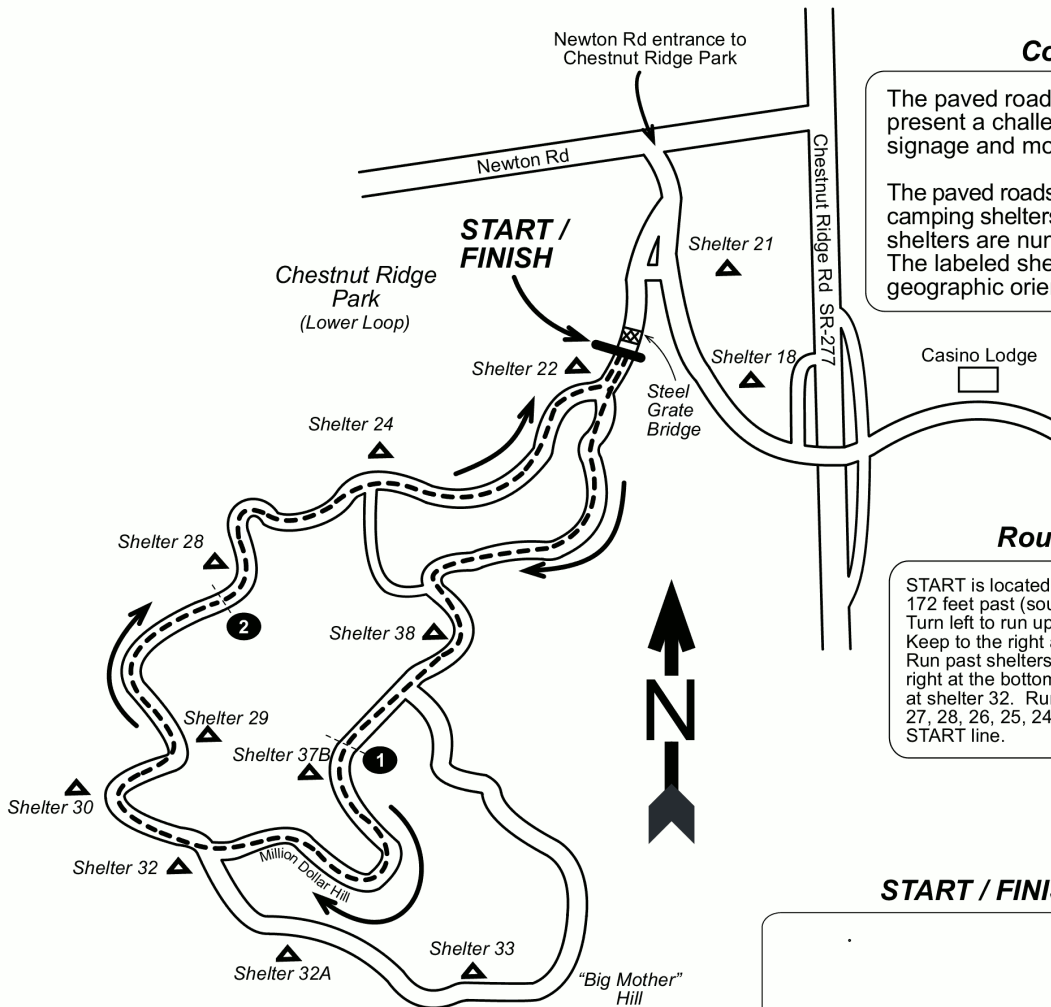 Newton Rd entrance to
Chestnut Ridge Park
Newton Rd
Chestnut Ridge Rd SR-277
START /
FINISH
Chestnut Ridge
Park
(Lower Loop)
Shelter 21
Shelter 18
Casino Lodge
Shelter 22
Steel
Grate
Bridge
Shelter 24
Shelter 28
2
Shelter 38
N
Shelter 29
Shelter 37B
1
Shelter 30
Million Dollar Hill
Shelter 32
Shelter 32A
Shelter 33
“Big Mother”
Hill
Co
The paved road
present a challe
signage and mo
The paved roads
camping shelters
shelters are nur
The labeled she
geographic orie
Rou
START is located
172 feet past (sou
Turn left to run up
Keep to the right a
Run past shelters
right at the bottom
at shelter 32. Ru
27, 28, 26, 25, 24
START line.
START / FINI